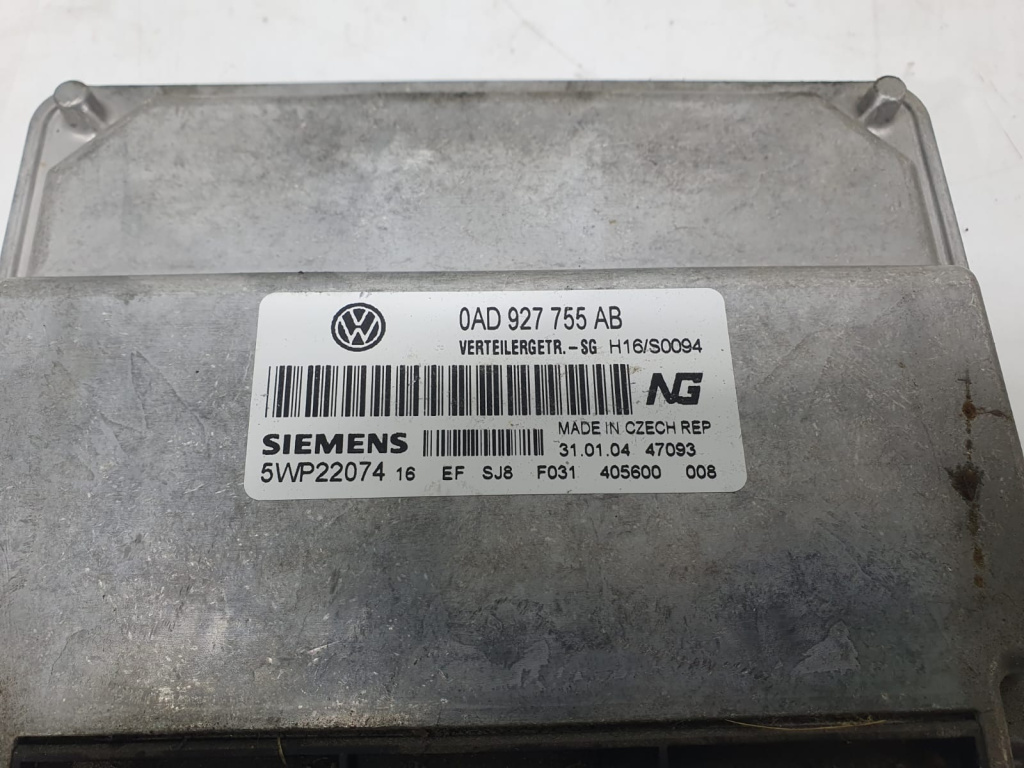 0AD 927 755 AB
VERTEILERGETR.-SG H16/S0094
NG
MADE IN CZECH REP
SIEMENS 31.01.04 47093
5WP22074 16 EF SJ8 F031 405600 008